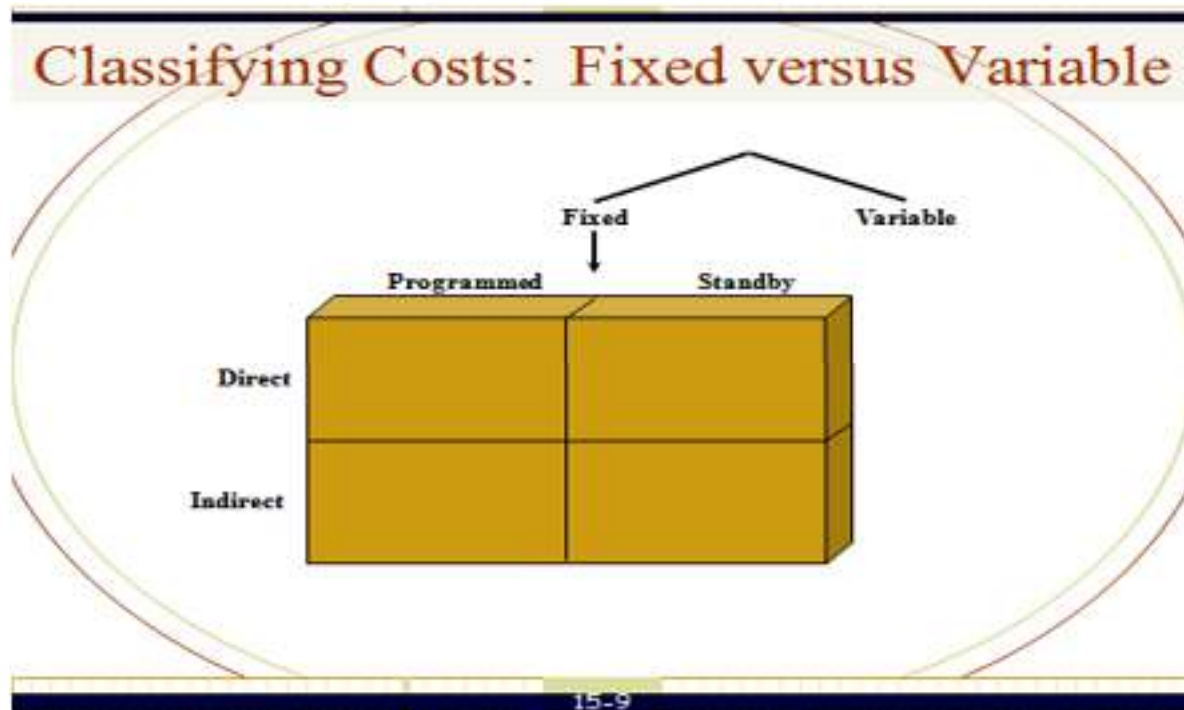 Classifying Costs: Fixed versus Variable
Fixed Variable
Programmed Standby
Direct
Indirect
15-9